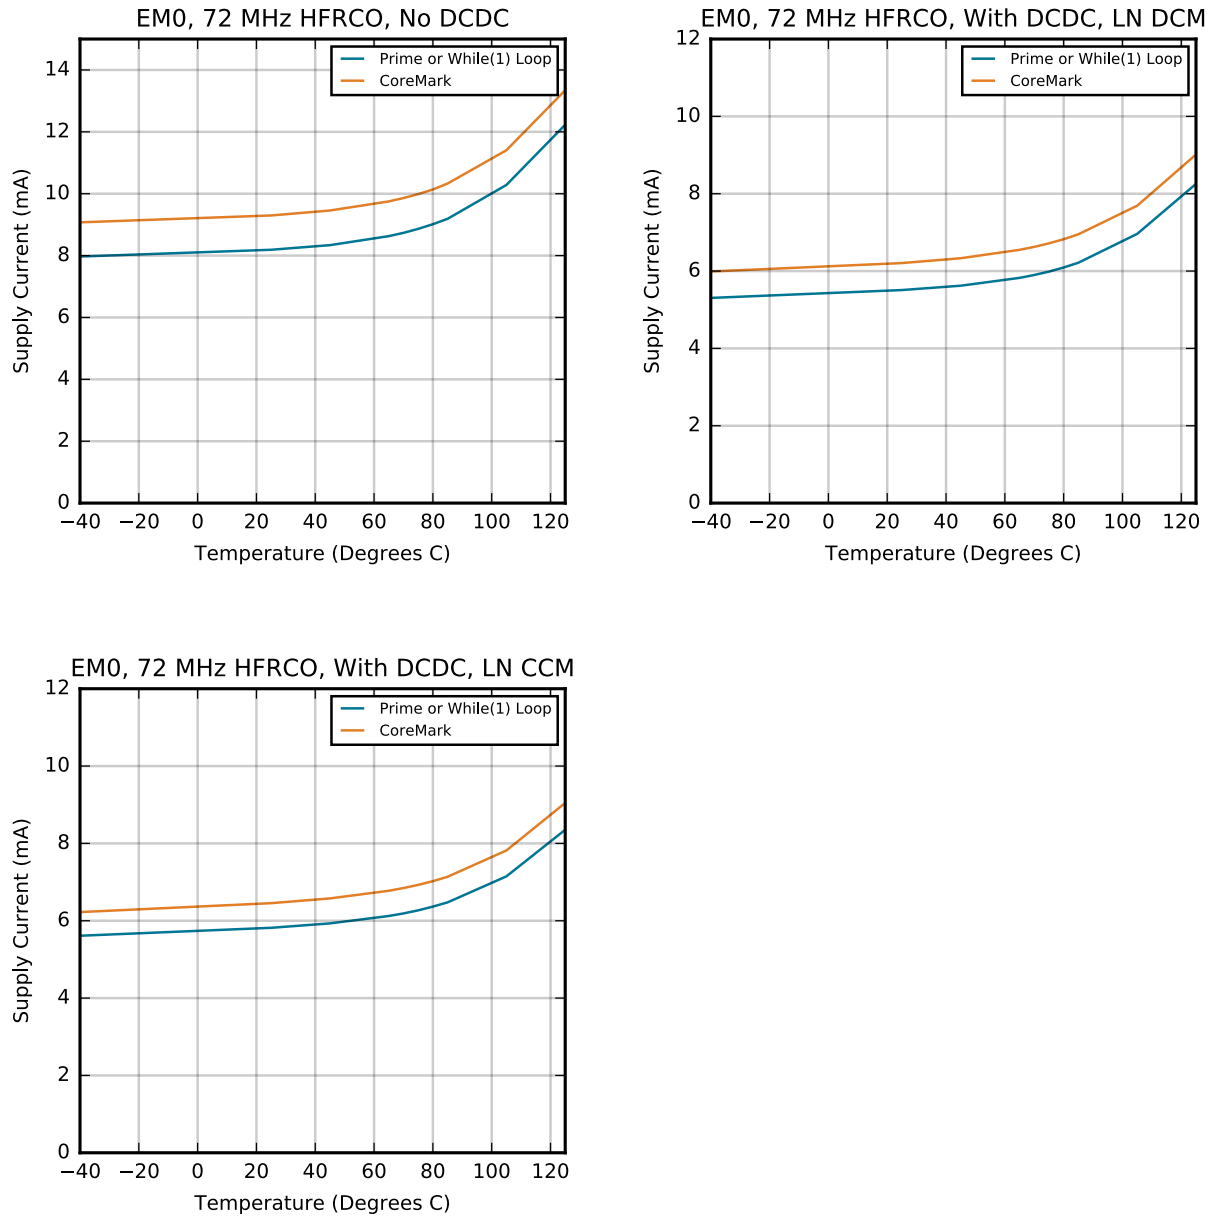 EM0, 72 MHz HFRCO, No DCDC
Prime or While(1) Loop
CoreMark
Supply Current (mA)
14
12
10
8
6
4
2
0
−40 −20 0 20 40 60 80 100 120
Temperature (Degrees C)
EM0, 72 MHz HFRCO, With DCDC, LN DCM
Prime or While(1) Loop
CoreMark
Supply Current (mA)
12
10
8
6
4
2
0
−40 −20 0 20 40 60 80 100 120
Temperature (Degrees C)
EM0, 72 MHz HFRCO, With DCDC, LN CCM
Prime or While(1) Loop
CoreMark
Supply Current (mA)
12
10
8
6
4
2
0
−40 −20 0 20 40 60 80 100 120
Temperature (Degrees C)